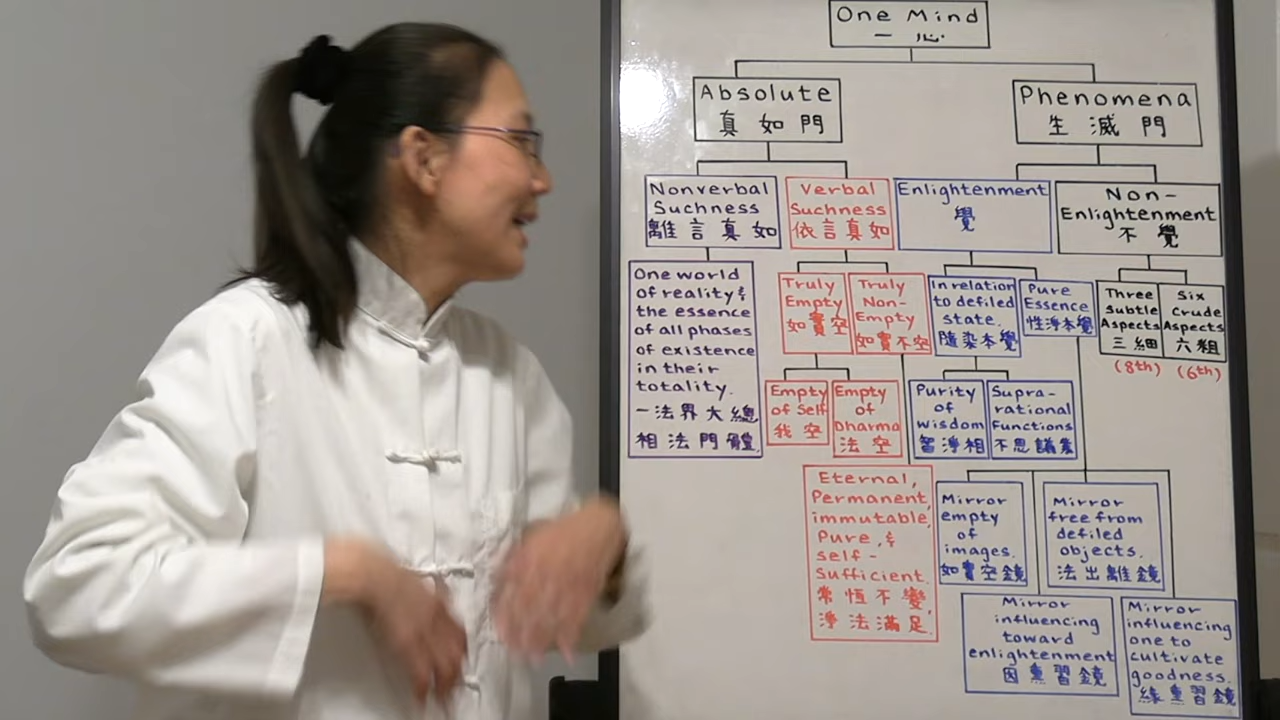 One Mind
一心
Absolute
真如門
Phenomena
生滅門
Nonverbal
Suchness
離言真如
Verbal
Suchness
依言真如
Enlightenment
覺
Non-
Enlightenment
不覺
One world
of reality &
the essence
of all phases
of existence
in their
totality.
一法界大總
相法門體
Truly
Empty
如實空
Truly
Non-
Empty
如實不空
In relation
to defiled
state.
隨染本覺
Pure
Essence
性淨本覺
Three
Subtle
Aspects
三細
(8th)
Six
Crude
Aspects
六粗
(6th)
Empty
of Self
我空
Empty
of
Dharma
法空
Purity
of
wisdom
智淨相
Supra-
rational
functions
不思議業
Eternal,
Permanent,
immutable,
Pure, &
self-
sufficient.
常恆不變,
淨法滿足.
Mirror
empty
of
images.
如實空鏡
Mirror
free from
defiled
objects.
法出離鏡
Mirror
influencing
toward
enlightenment
因熏習鏡
Mirror
influencing
one to
cultivate
goodness.
緣熏習鏡